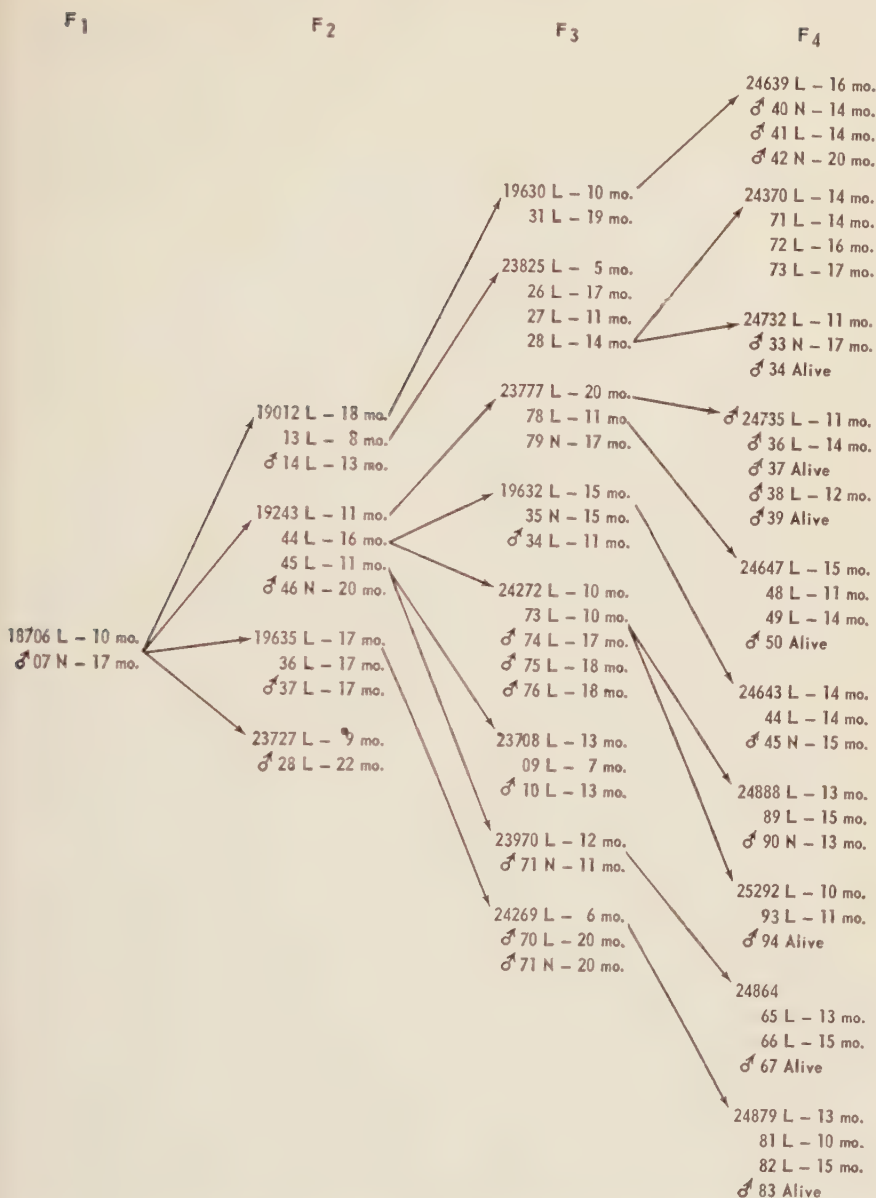 F1
F2
F3
F4
18706 L – 10 mo.
♂ 07 N – 17 mo.
19012 L – 18 mo.
13 L – 8 mo.
♂ 14 L – 13 mo.
19243 L – 11 mo.
44 L – 16 mo.
45 L – 11 mo.
♂ 46 N – 20 mo.
19635 L – 17 mo.
36 L – 17 mo.
♂ 37 L – 17 mo.
23727 L – 9 mo.
♂ 28 L – 22 mo.
19630 L – 10 mo.
31 L – 19 mo.
23825 L – 5 mo.
26 L – 17 mo.
27 L – 11 mo.
28 L – 14 mo.
23777 L – 20 mo.
78 L – 11 mo.
79 N – 17 mo.
19632 L – 15 mo.
35 N – 15 mo.
♂ 34 L – 11 mo.
24272 L – 10 mo.
73 L – 10 mo.
♂ 74 L – 17 mo.
♂ 75 L – 18 mo.
♂ 76 L – 18 mo.
23708 L – 13 mo.
09 L – 7 mo.
♂ 10 L – 13 mo.
23970 L – 12 mo.
♂ 71 N – 11 mo.
24269 L – 6 mo.
♂ 70 L – 20 mo.
♂ 71 N – 20 mo.
24639 L – 16 mo.
♂ 40 N – 14 mo.
♂ 41 L – 14 mo.
♂ 42 N – 20 mo.
24370 L – 14 mo.
71 L – 14 mo.
72 L – 16 mo.
73 L – 17 mo.
24732 L – 11 mo.
♂ 33 N – 17 mo.
♂ 34 Alive
♂ 24735 L – 11 mo.
♂ 36 L – 14 mo.
♂ 37 Alive
♂ 38 L – 12 mo.
♂ 39 Alive
24647 L – 15 mo.
48 L – 11 mo.
49 L – 14 mo.
♂ 50 Alive
24643 L – 14 mo.
44 L – 14 mo.
♂ 45 N – 15 mo.
24888 L – 13 mo.
89 L – 15 mo.
♂ 90 N – 13 mo.
25292 L – 10 mo.
93 L – 11 mo.
♂ 94 Alive
24864
65 L – 13 mo.
66 L – 15 mo.
♂ 67 Alive
24879 L – 13 mo.
81 L – 10 mo.
82 L – 15 mo.
♂ 83 Alive